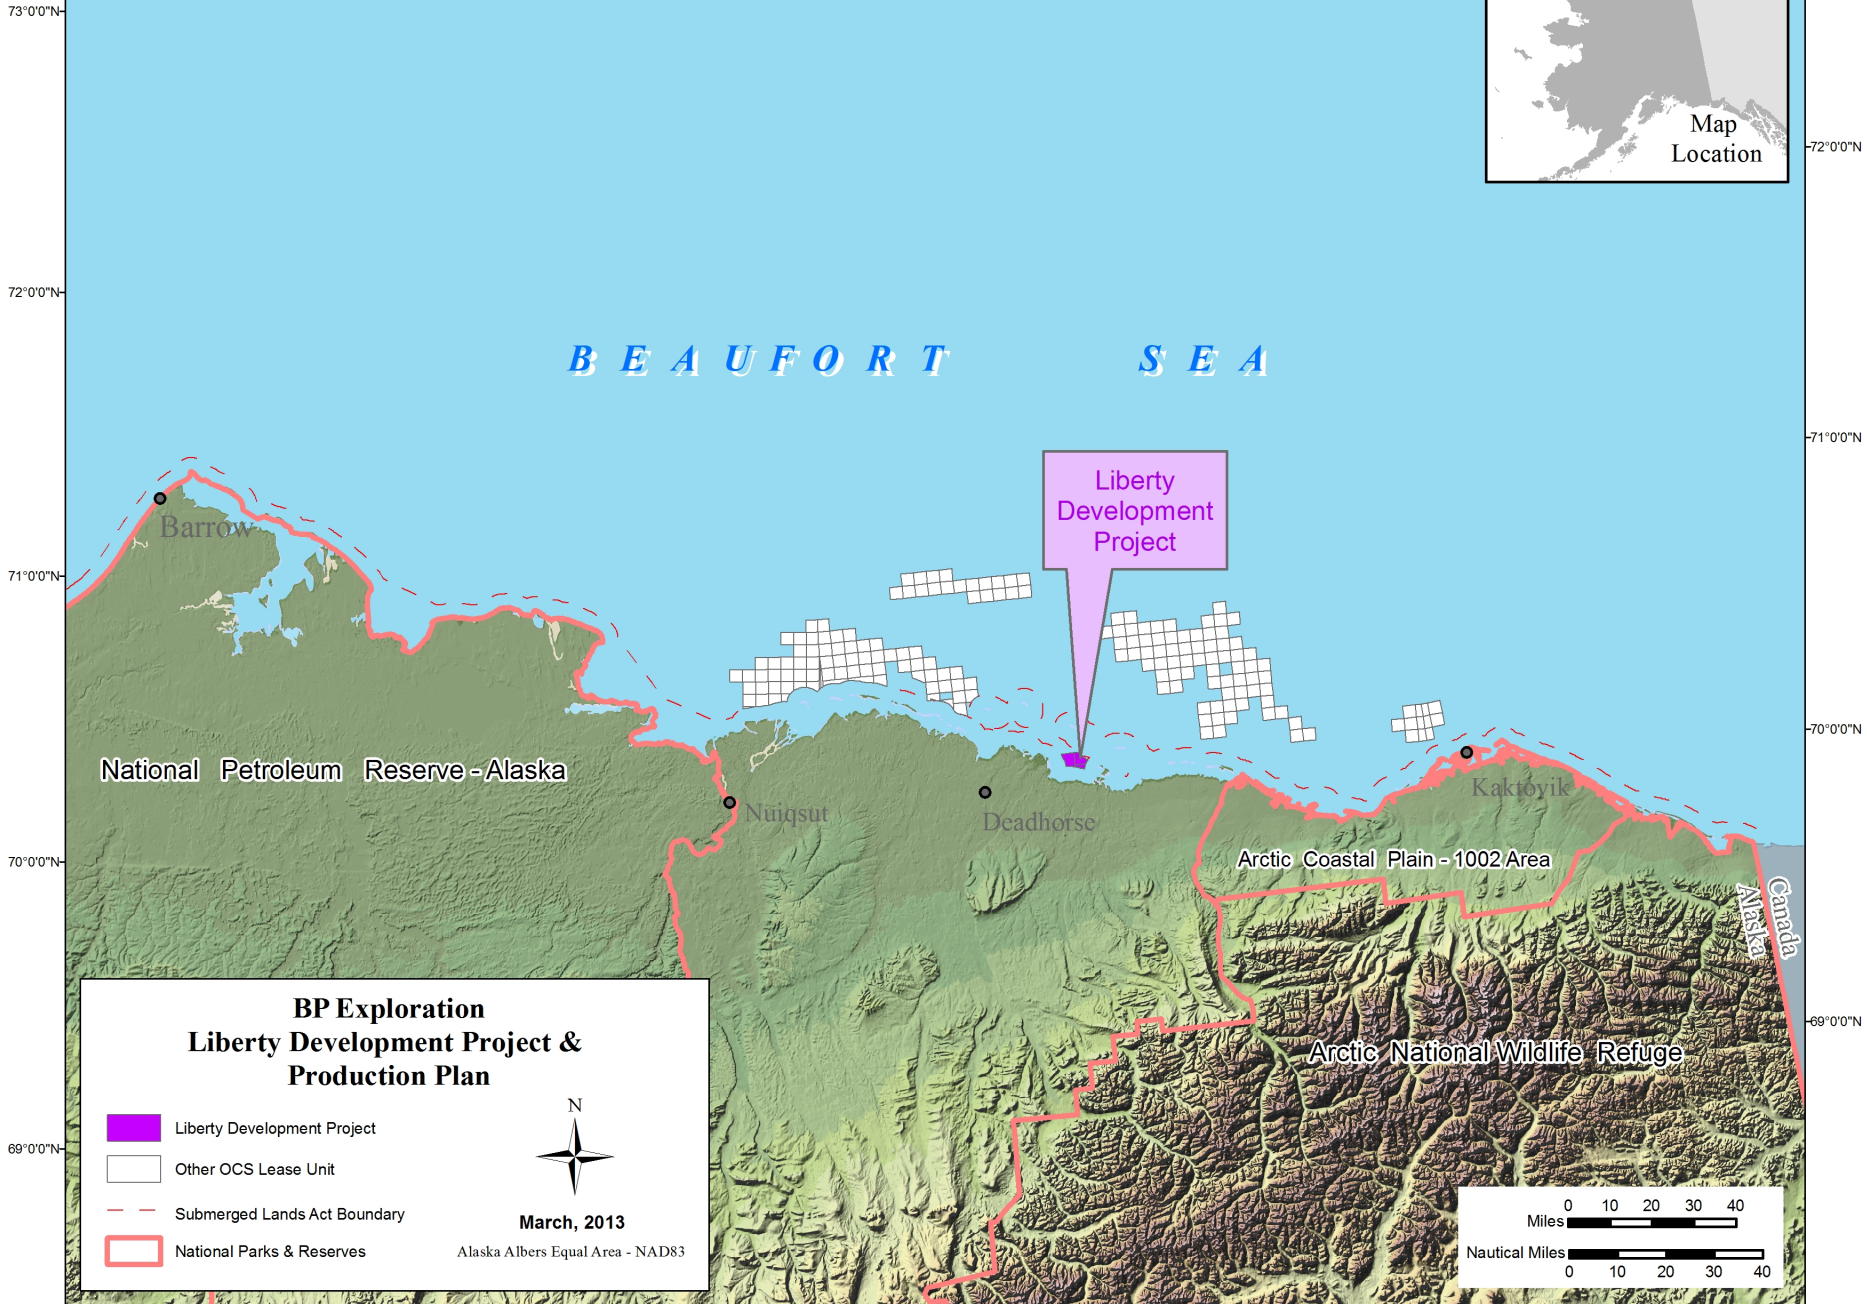 73°0'0"N
Map
Location
72°0'0"N
72°0'0"N
BEAUFORT SEA
71°0'0"N
Liberty
Development
Project
Barrow
71°0'0"N
70°0'0"N
National Petroleum Reserve - Alaska
Kaktovik
Nuiqsut
Deadhorse
70°0'0"N
Arctic Coastal Plain - 1002 Area
Canada
Alaska
BP Exploration
Liberty Development Project &
Production Plan
69°0'0"N
Arctic National Wildlife Refuge
N
Liberty Development Project
69°0'0"N
Other OCS Lease Unit
Submerged Lands Act Boundary
March, 2013
National Parks & Reserves
Alaska Albers Equal Area - NAD83
0 10 20 30 40
Miles
Nautical Miles
0 10 20 30 40